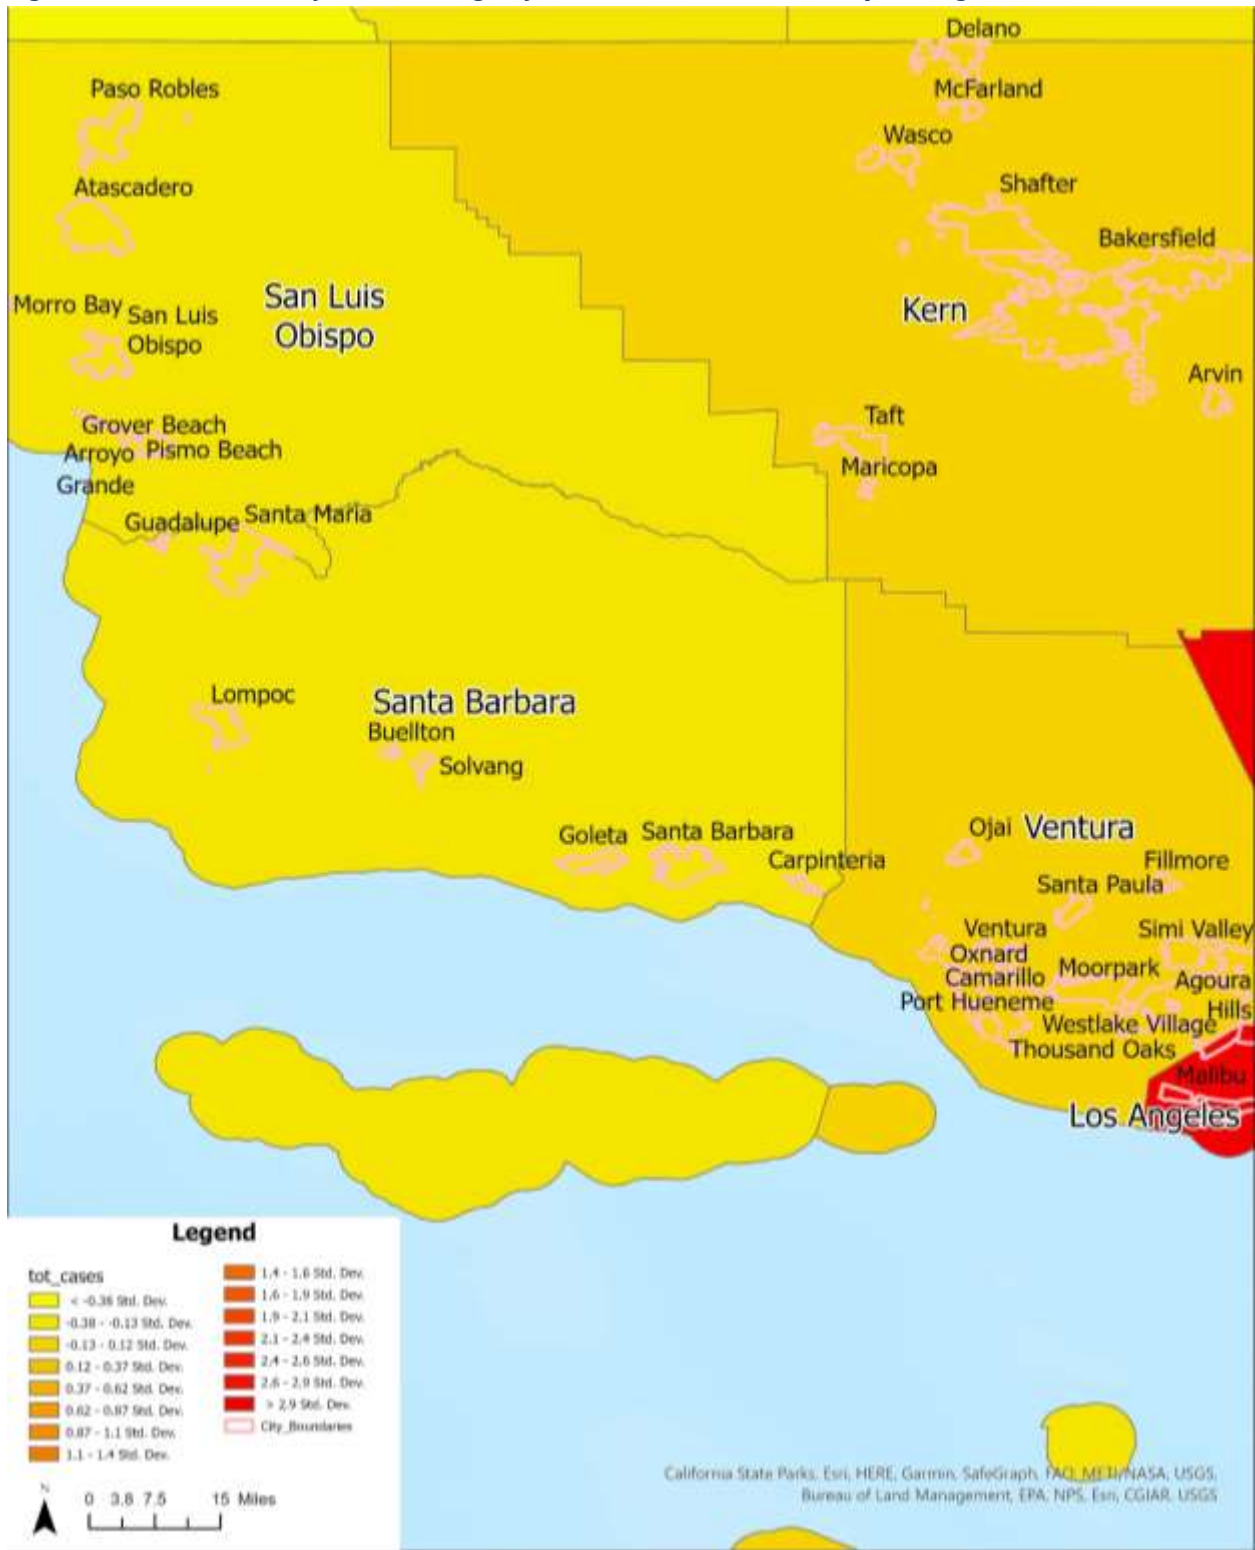 Delano
Paso Robles
McFarland
Wasco
Atascadero
Shafter
Bakersfield
San Luis
Obispo
Morro Bay
San Luis
Obispo
Kern
Arvin
Taft
Grover Beach
Arroyo
Grande
Pismo Beach
Maricopa
Guadalupe
Santa Maria
Lompoc
Santa Barbara
Buellton
Solvang
Goleta
Santa Barbara
Carpinteria
Ojai
Ventura
Fillmore
Santa Paula
Ventura
Simi Valley
Oxnard
Camarillo
Moorpark
Agoura
Hills
Port Hueneme
Westlake Village
Thousand Oaks
Malibu
Los Angeles
Legend
tot_cases
< -0.38 Std. Dev.
-0.38 - -0.13 Std. Dev.
-0.13 - 0.12 Std. Dev.
0.12 - 0.37 Std. Dev.
0.37 - 0.62 Std. Dev.
0.62 - 0.87 Std. Dev.
0.87 - 1.1 Std. Dev.
1.1 - 1.4 Std. Dev.
1.4 - 1.6 Std. Dev.
1.6 - 1.9 Std. Dev.
1.9 - 2.1 Std. Dev.
2.1 - 2.4 Std. Dev.
2.4 - 2.6 Std. Dev.
2.6 - 2.9 Std. Dev.
> 2.9 Std. Dev.
City_Boundaries
N
0 3.8 7.5 15 Miles
California State Parks, Esri, HERE, Garmin, SafeGraph, FAO, METI/NASA, USGS,
Bureau of Land Management, EPA, NPS, Esri, CGIAR, USGS